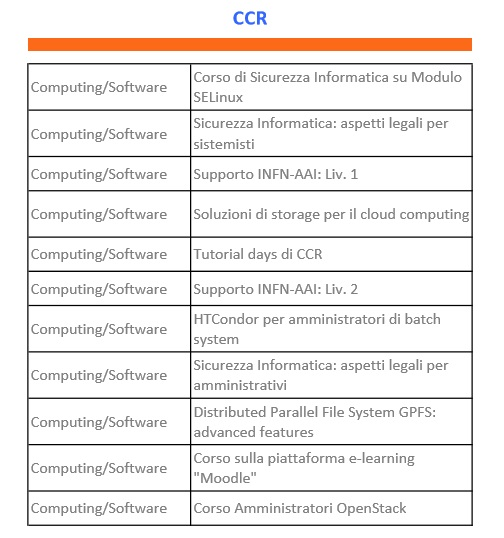 CCR
Computing/Software
Corso di Sicurezza Informatica su Modulo
SELinux
Computing/Software
Sicurezza Informatica: aspetti legali per
sistemisti
Computing/Software
Supporto INFN-AAI: Liv. 1
Computing/Software
Soluzioni di storage per il cloud computing
Computing/Software
Tutorial days di CCR
Computing/Software
Supporto INFN-AAI: Liv. 2
Computing/Software
HTCondor per amministratori di batch
system
Computing/Software
Sicurezza Informatica: aspetti legali per
amministrativi
Computing/Software
Distributed Parallel File System GPFS:
advanced features
Computing/Software
Corso sulla piattaforma e-learning
"Moodle"
Computing/Software
Corso Amministratori OpenStack